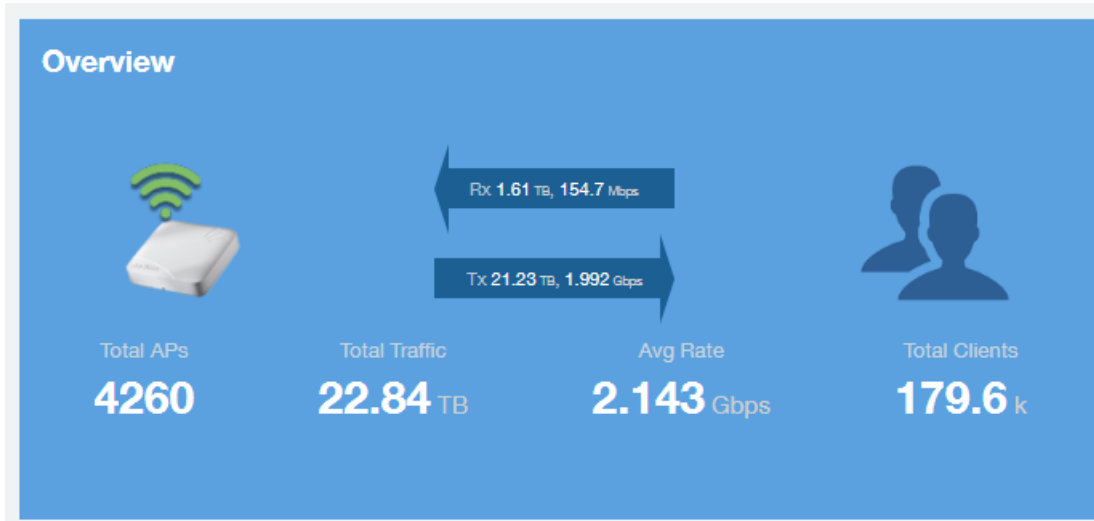 Overview
Rx 1.61 TB, 154.7 Mbps
Tx 21.23 TB, 1.992 Gbps
Total APs
Total Traffic
Avg Rate
Total Clients
4260
22.84 TB
2.143 Gbps
179.6 k